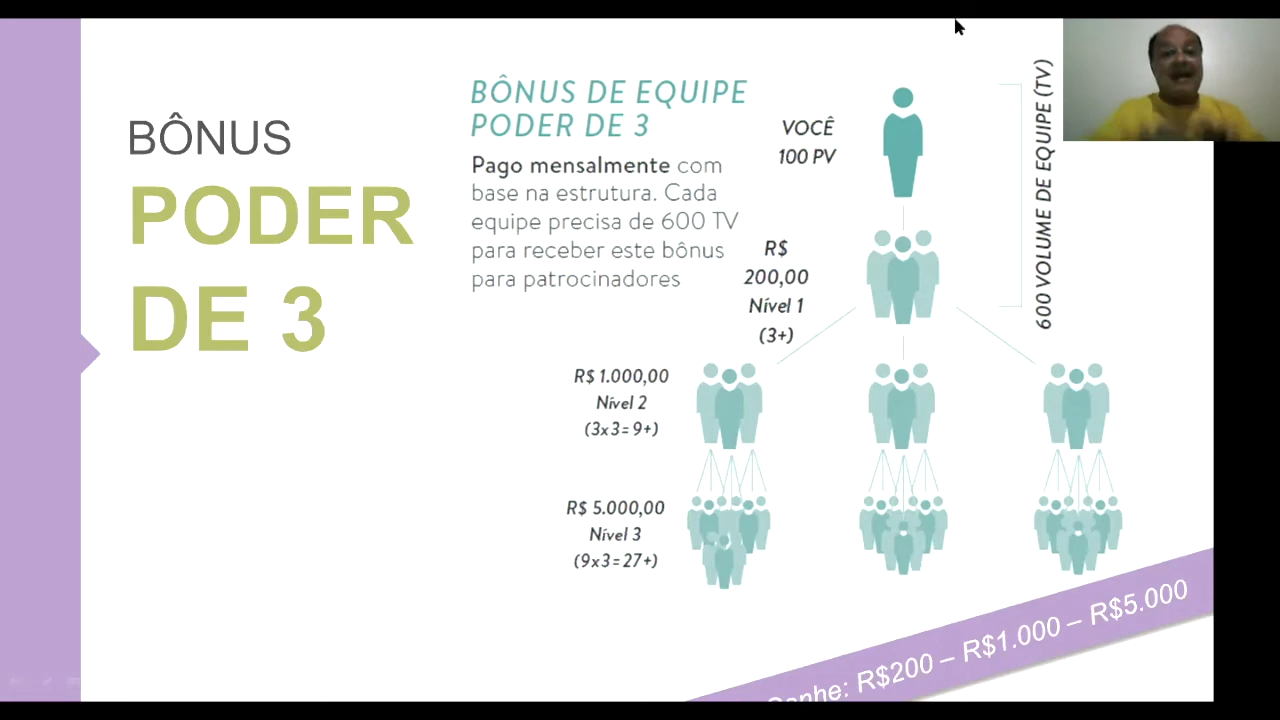 BÔNUS
PODER
DE 3
BÔNUS DE EQUIPE
PODER DE 3
Pago mensalmente com
base na estrutura. Cada
equipe precisa de 600 TV
para receber este bônus
para patrocinadores
VOCÊ
100 PV
600 VOLUME DE EQUIPE (TV)
R$
200,00
Nível 1
(3+)
R$ 1.000,00
Nível 2
(3x3=9+)
R$ 5.000,00
Nível 3
(9x3=27+)
Ganhe: R$200 – R$1.000 – R$5.000